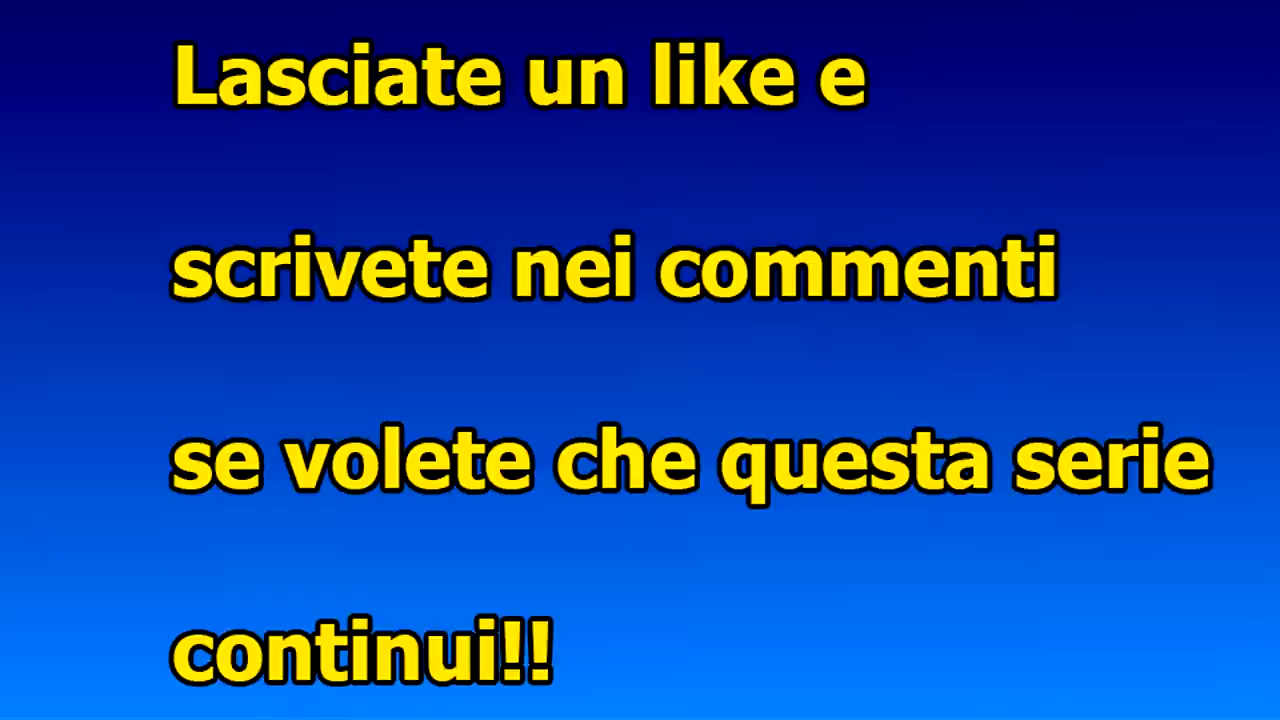 Lasciate un like e
scrivete nei commenti
se volete che questa serie
continui!!